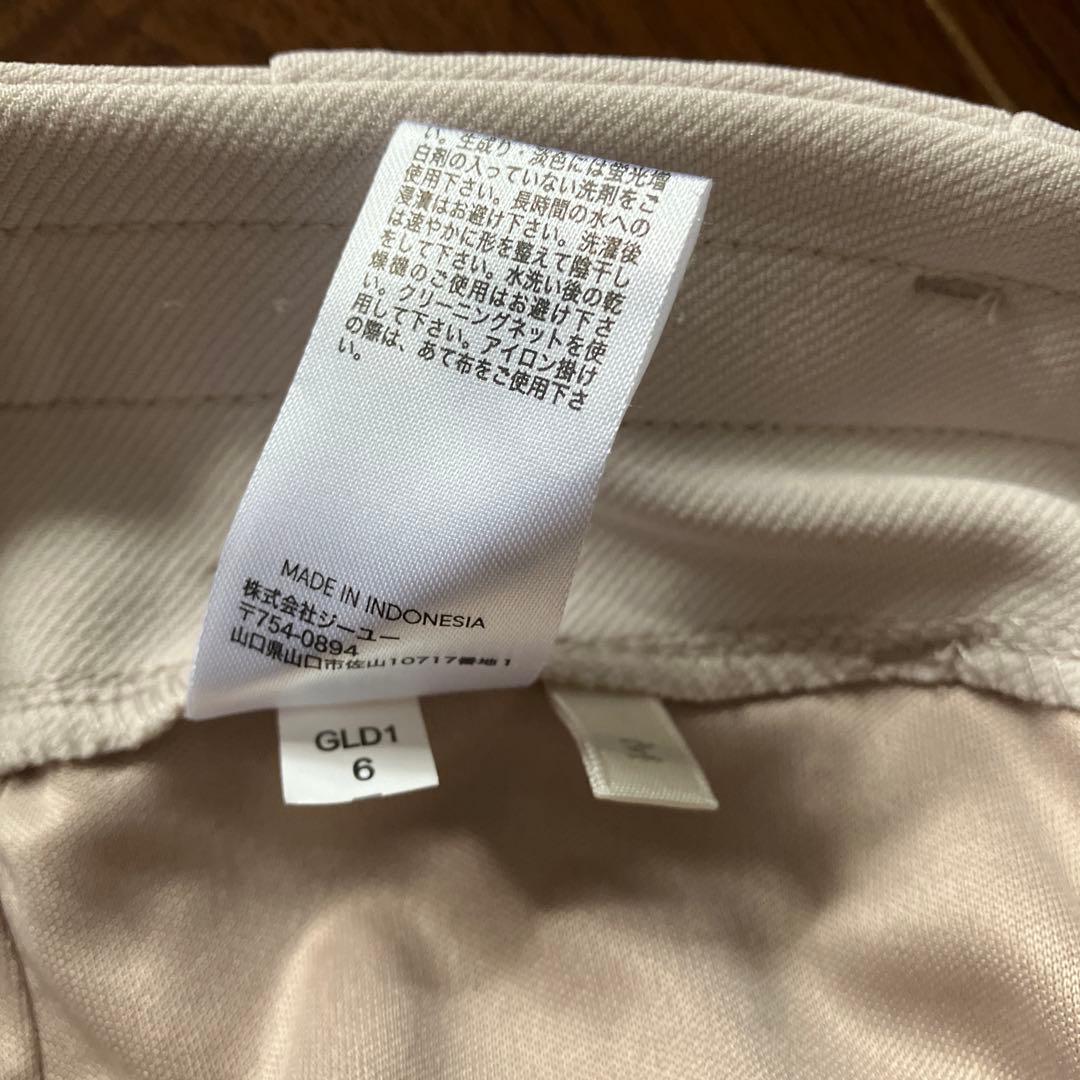 い。生成り・淡色には蛍光増
白剤の入っていない洗剤をご
使用下さい。長時間の水への
浸漬はお避け下さい。洗濯後
は速やかに形を整えて陰干し
をして下さい。水洗い後の乾
燥機のご使用はお避け下さ
い。クリーニングネットを使
用して下さい。アイロン掛け
の際は、あて布をご使用下さ
い。
MADE IN INDONESIA
株式会社ジーユー
〒754-0894
山口県山口市佐山10717番地1
GLD1
6
M